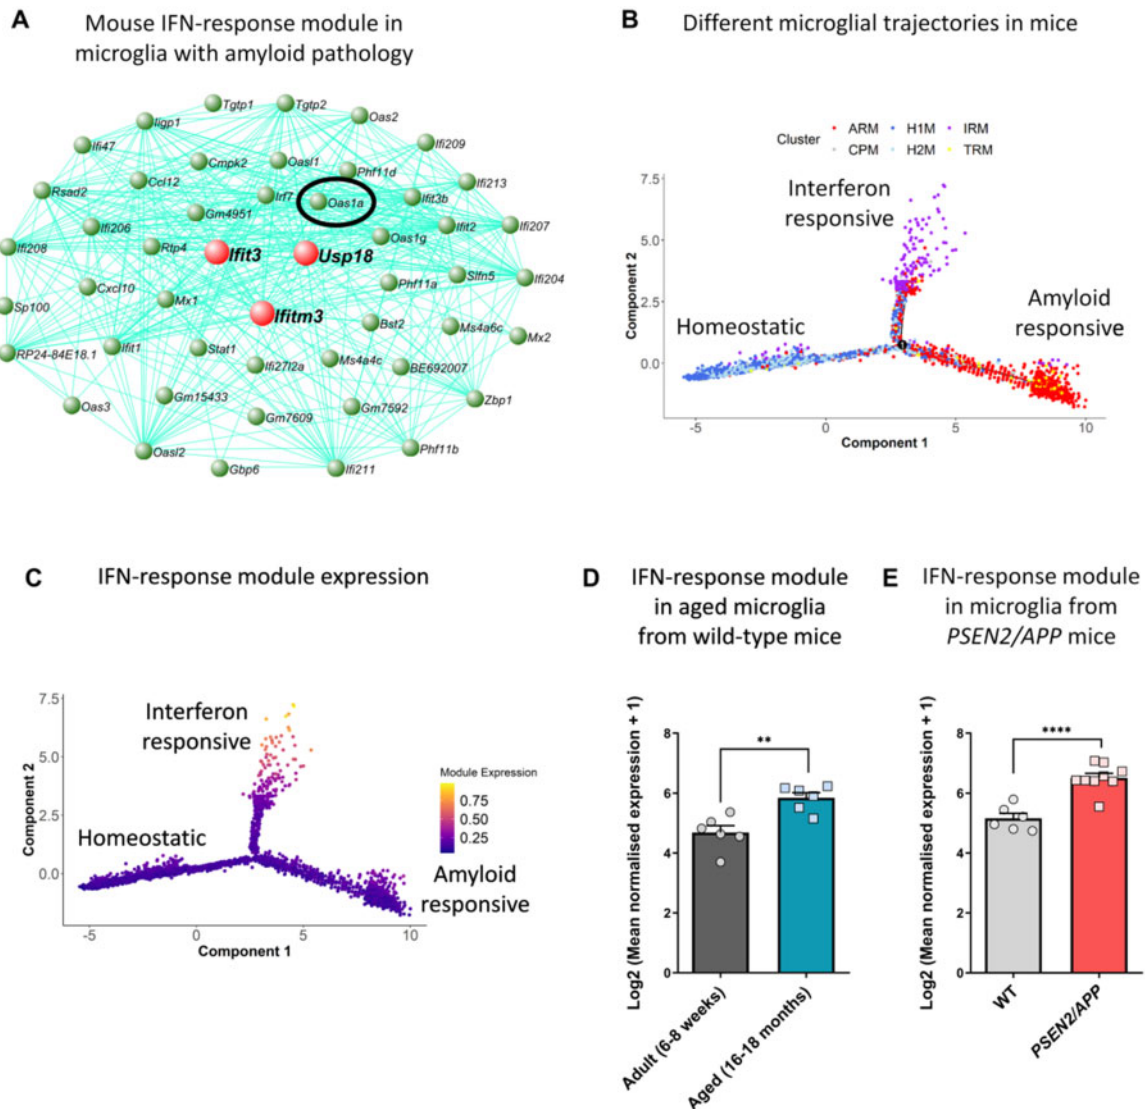 A
Mouse IFN-response module in
microglia with amyloid pathology
Tgtp1
Tgtp2
Iigp1
Oas2
Ifi47
Ifi209
Cmpk2
Oasl1
Phf11d
Ccl12
Ifi213
Rsad2
Irf7
Oas1a
Ifit3b
Gm4951
Ifi206
Ifit2
Ifi207
Oas1g
Ifi208
Rtp4
Ifit3
Usp18
Slfn5
Ifi204
Cxcl10
Phf11a
Mx1
Sp100
Ifitm3
Bst2
Ms4a6c
Mx2
RP24-84E18.1
Ifit1
Stat1
Ifi27l2a
Ms4a4c
BE692007
Oas3
Gm15433
Gm7592
Zbp1
Gm7609
Oasl2
Phf11b
Gbp6
Ifi211
B
Different microglial trajectories in mice
Cluster
ARM
H1M
IRM
CPM
H2M
TRM
Interferon
responsive
Homeostatic
Amyloid
responsive
1
Component 2
7.5
5.0
2.5
0.0
-5
0
5
10
Component 1
C
IFN-response module expression
Interferon
responsive
Module Expression
0.75
0.50
0.25
Homeostatic
Amyloid
responsive
Component 2
7.5
5.0
2.5
0.0
-5
0
5
10
Component 1
D
IFN-response module
in aged microglia
from wild-type mice
Log2 (Mean normalised expression + 1)
8
6
4
2
0
**
Adult (6-8 weeks)
Aged (16-18 months)
E
IFN-response module
in microglia from
PSEN2/APP mice
Log2 (Mean normalised expression + 1)
8
6
4
2
0
****
WT
PSEN2/APP